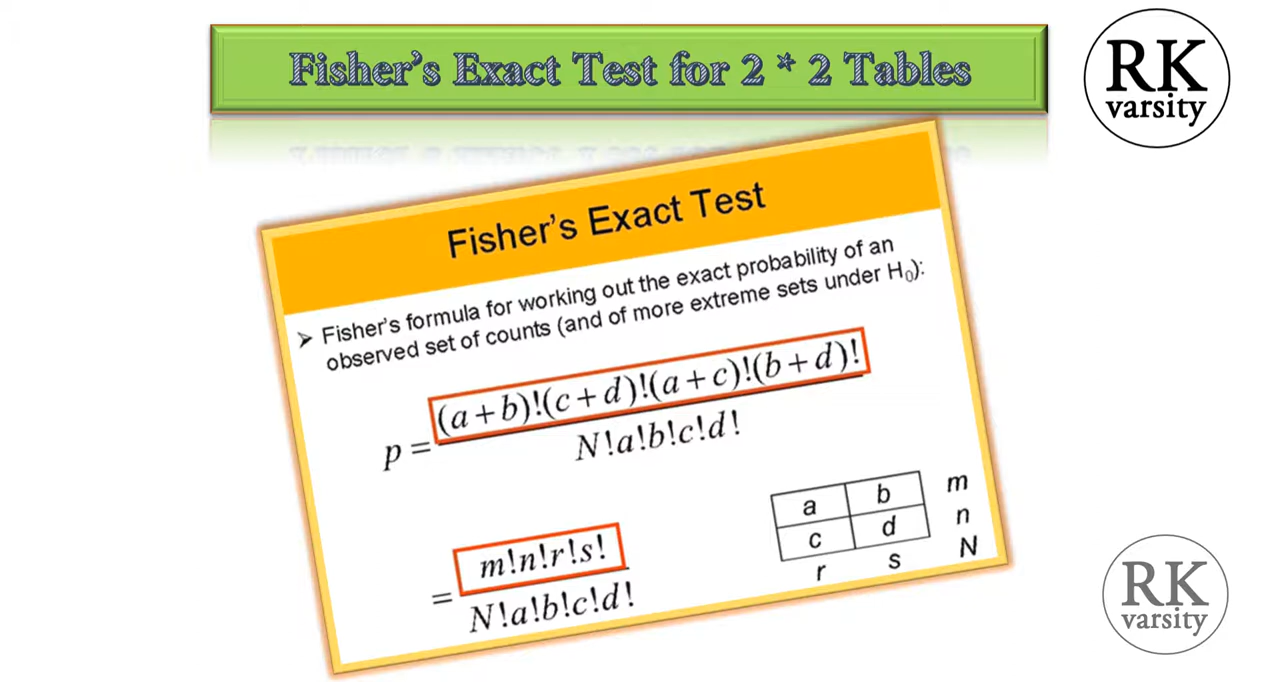 Fisher's Exact Test for 2 * 2 Tables
RK
varsity
Fisher's Exact Test
➢ Fisher's formula for working out the exact probability of an
observed set of counts (and of more extreme sets under H₀):
p = (a+b)!(c+d)!(a+c)!(b+d)!
N!a!b!c!d!
= m!n!r!s!
N!a!b!c!d!
a b m
c d n
r s N
RK
varsity